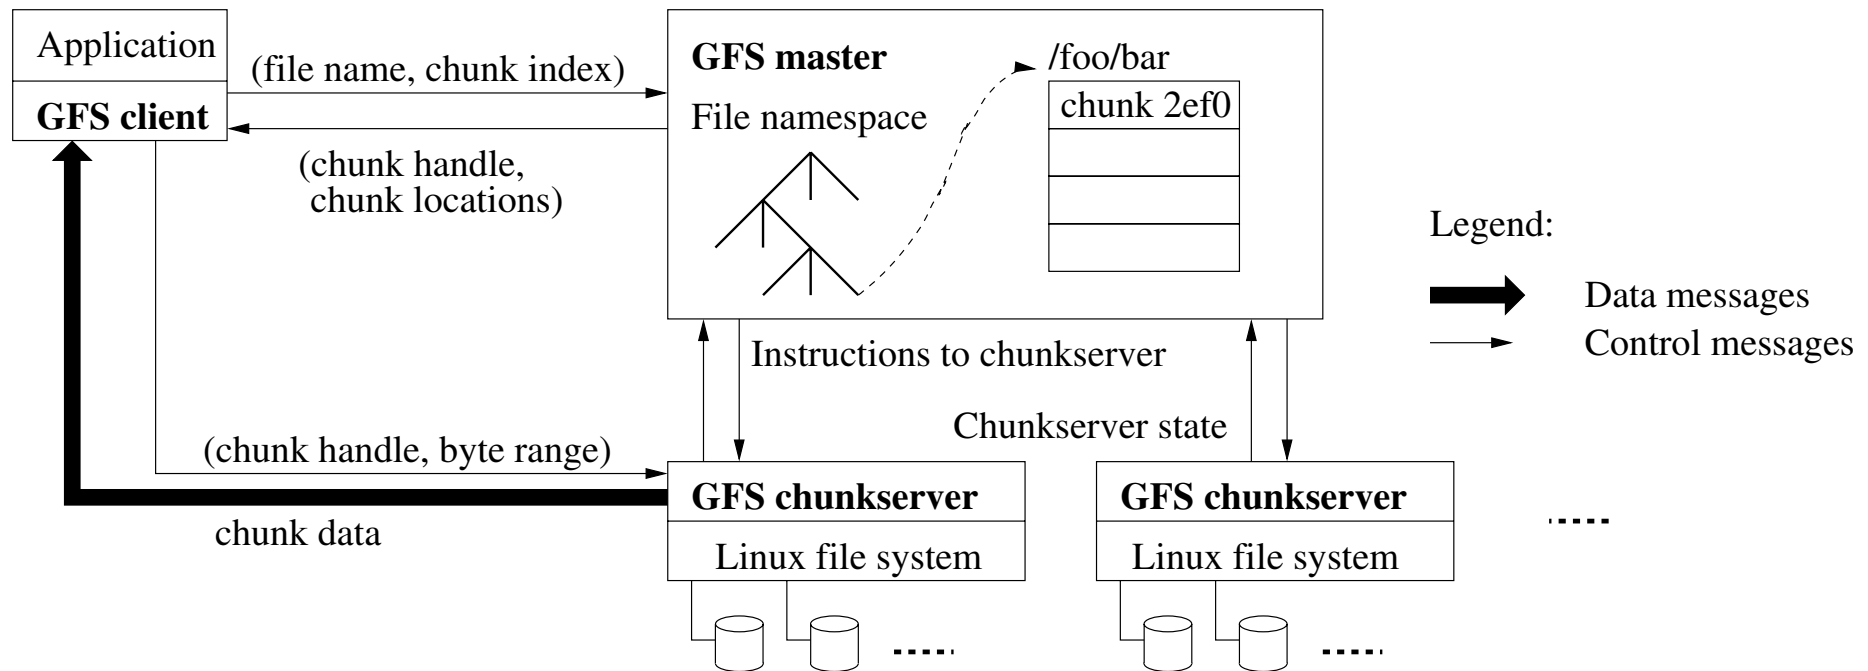 Application
GFS client
(file name, chunk index)
(chunk handle,
chunk locations)
GFS master
File namespace
/foo/bar
chunk 2ef0
Legend:
Data messages
Control messages
Instructions to chunkserver
Chunkserver state
(chunk handle, byte range)
chunk data
GFS chunkserver
Linux file system
GFS chunkserver
Linux file system